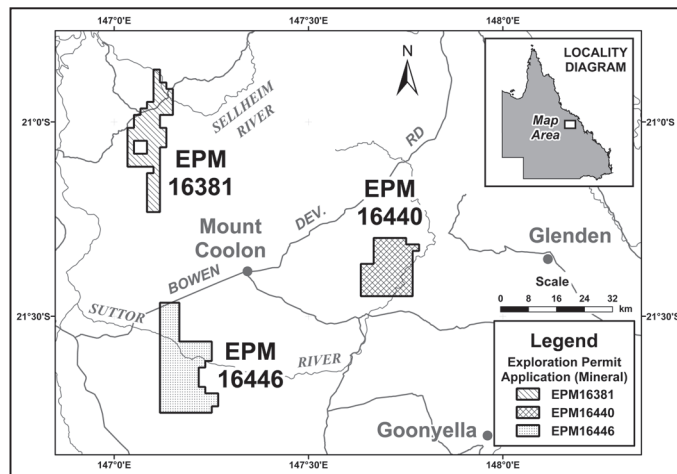 147°0'E
147°30'E
148°0'E
21°0'S
21°0'S
21°30'S
21°30'S
147°0'E
147°30'E
148°0'E
N
LOCALITY
DIAGRAM
Map
Area
SELLHEIM
RIVER
EPM
16381
RD
EPM
16440
DEV.
Mount
Coolon
BOWEN
Glenden
Scale
0 8 16 24 32
km
SUTTOR
RIVER
EPM
16446
Goonyella
Legend
Exploration Permit
Application (Mineral)
EPM16381
EPM16440
EPM16446